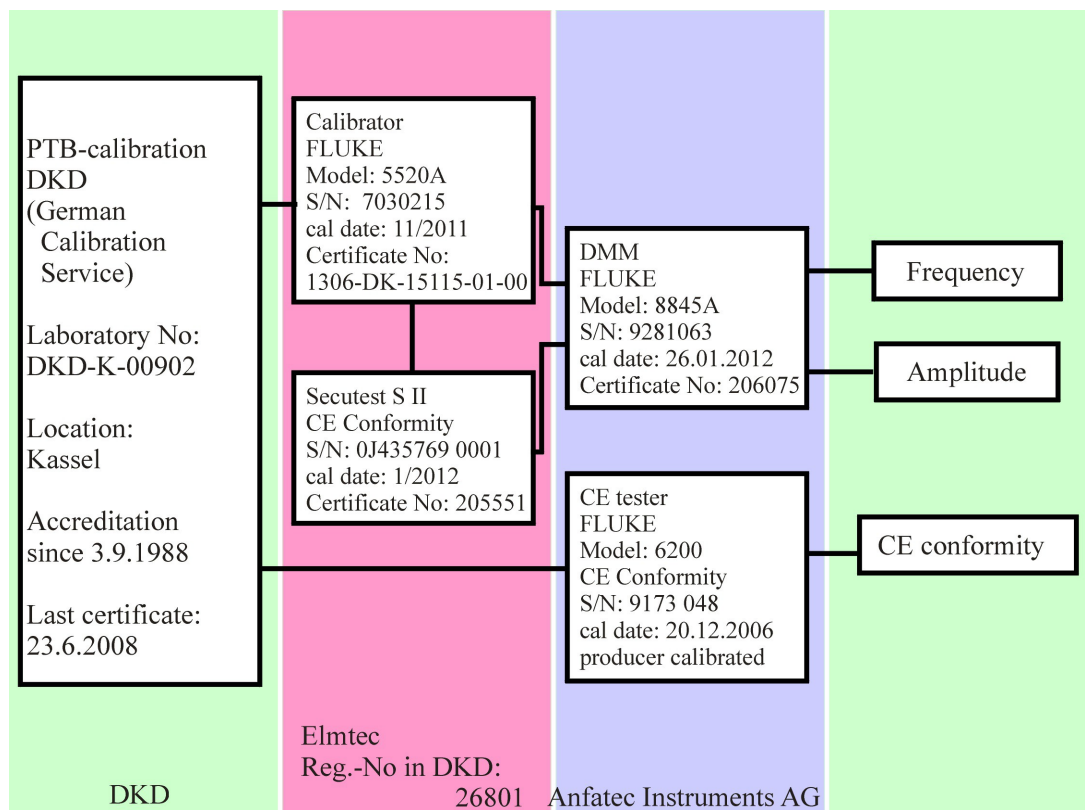 PTB-calibration
DKD
(German
Calibration
Service)
Laboratory No:
DKD-K-00902
Location:
Kassel
Accreditation
since 3.9.1988
Last certificate:
23.6.2008
DKD
Calibrator
FLUKE
Model: 5520A
S/N: 7030215
cal date: 11/2011
Certificate No:
1306-DK-15115-01-00
Secutest S II
CE Conformity
S/N: 0J435769 0001
cal date: 1/2012
Certificate No: 205551
Elmtec
Reg.-No in DKD:
26801
DMM
FLUKE
Model: 8845A
S/N: 9281063
cal date: 26.01.2012
Certificate No: 206075
CE tester
FLUKE
Model: 6200
CE Conformity
S/N: 9173 048
cal date: 20.12.2006
producer calibrated
Anfatec Instruments AG
Frequency
Amplitude
CE conformity